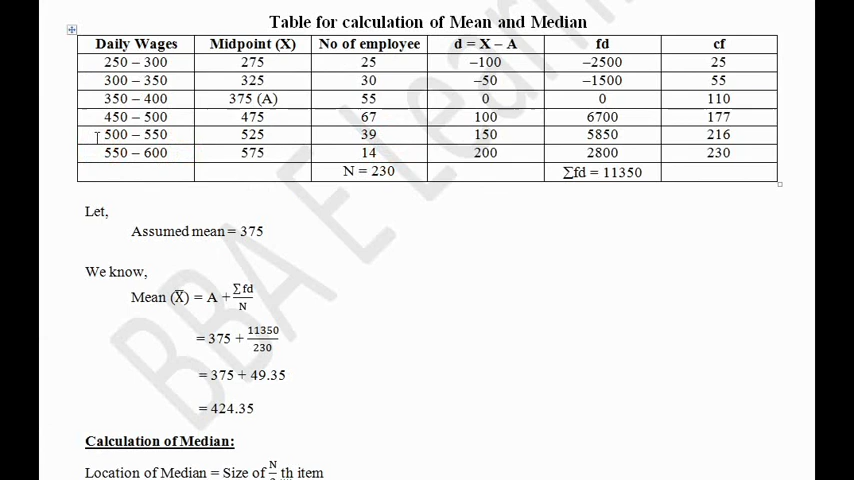 Table for calculation of Mean and Median
Daily Wages Midpoint (X) No of employee d = X – A fd cf
250 – 300 275 25 –100 –2500 25
300 – 350 325 30 –50 –1500 55
350 – 400 375 (A) 55 0 0 110
450 – 500 475 67 100 6700 177
500 – 550 525 39 150 5850 216
550 – 600 575 14 200 2800 230
N = 230 ∑fd = 11350
Let,
Assumed mean = 375
We know,
Mean (X̅) = A + ∑fd/N
= 375 + 11350/230
= 375 + 49.35
= 424.35
Calculation of Median:
Location of Median = Size of N/2 th item
BBA E Learn